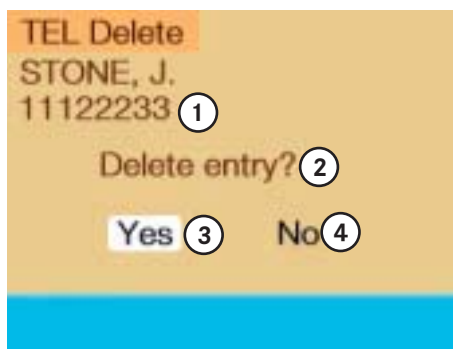 TEL Delete
STONE, J.
11122233 1
Delete entry? 2
Yes 3 No 4